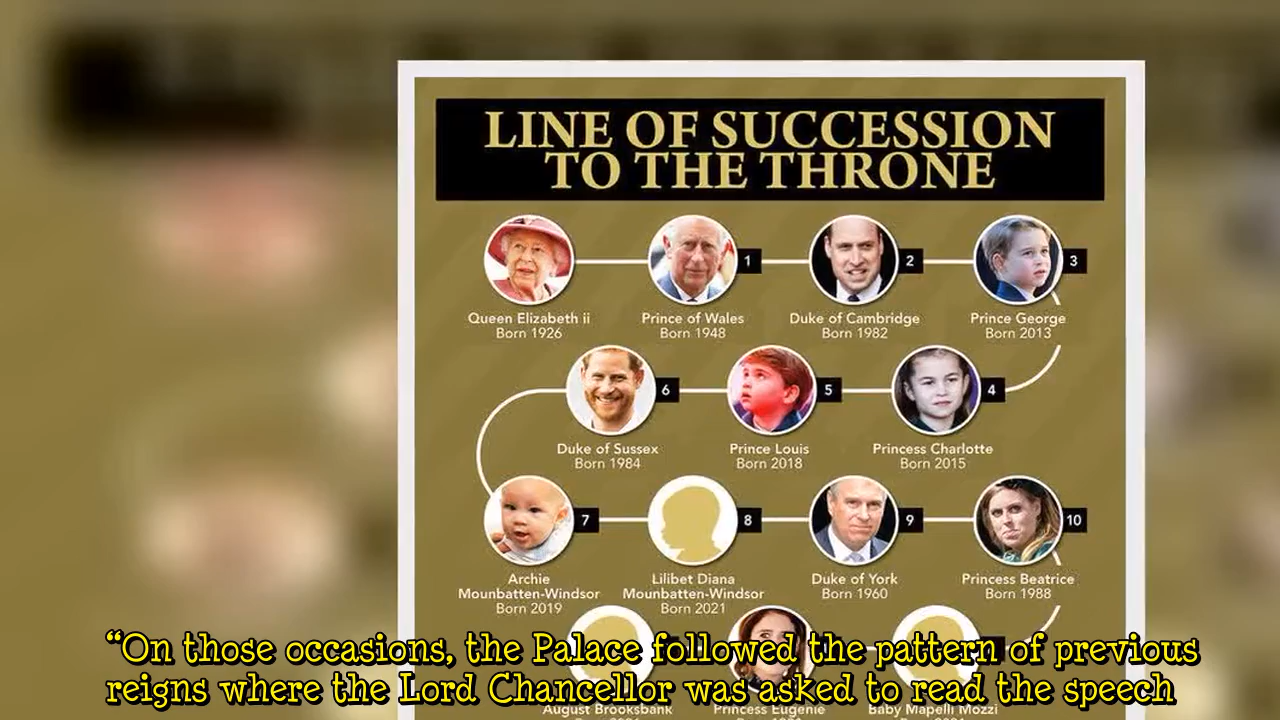 LINE OF SUCCESSION
TO THE THRONE
1
2
3
Queen Elizabeth ii
Born 1926
Prince of Wales
Born 1948
Duke of Cambridge
Born 1982
Prince George
Born 2013
6
5
4
Duke of Sussex
Born 1984
Prince Louis
Born 2018
Princess Charlotte
Born 2015
7
8
9
10
Archie
Mountbatten-Windsor
Born 2019
Lilibet Diana
Mountbatten-Windsor
Born 2021
Duke of York
Born 1960
Princess Beatrice
Born 1988
“On those occasions, the Palace followed the pattern of previous
reigns where the Lord Chancellor was asked to read the speech
August Brooksbank
Princess Eugenie
Baby Mapelli Mozzi